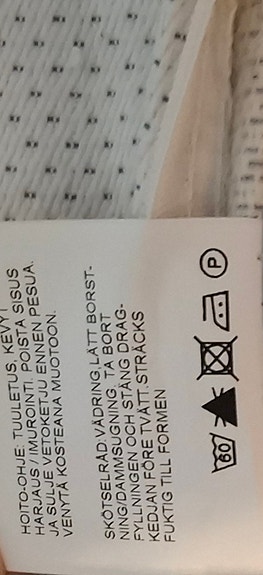 HOITO-OHJE: TUULETUS, KEVYT
HARJAUS / IMUROINTI. POISTA SISUS
JA SULJE VETOKETJU ENNEN PESUA.
VENYTÄ KOSTEANA MUOTOON.
SKÖTSELRÅD:VÄDRING,LÄTT BORST-
NING/DAMMSUGNING. TA BORT
FYLLNINGEN OCH STÄNG DRAG-
KEDJAN FÖRE TVÄTT.STRÄCKS
FUKTIG TILL FORMEN
60
P